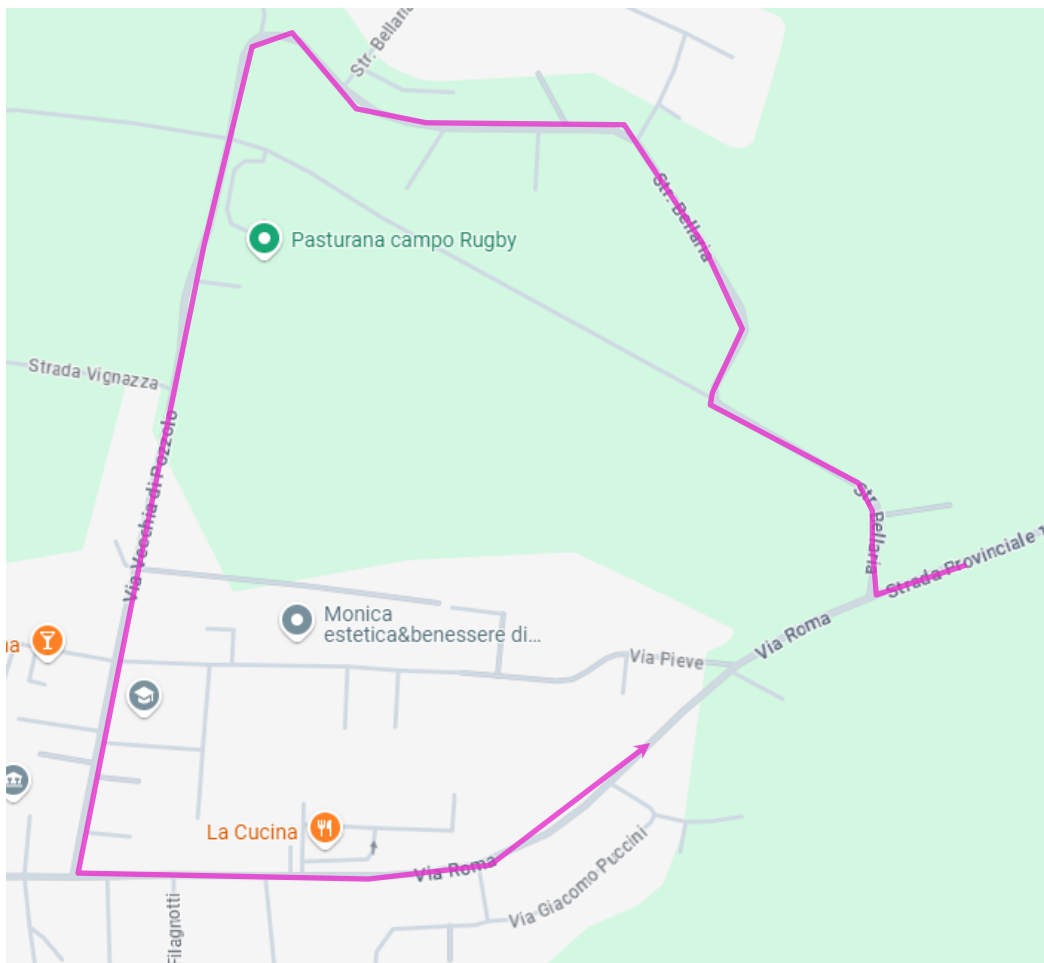 Str. Bellaria
Str. Bellaria
Pasturana campo Rugby
Strada Vignazza
Via Vecchia di Pozzolo
Str. Bellaria
Strada Provinciale
Monica
estetica&benessere di...
Via Roma
Via Pieve
La Cucina
Via Roma
Via Giacomo Puccini
Filagnotti